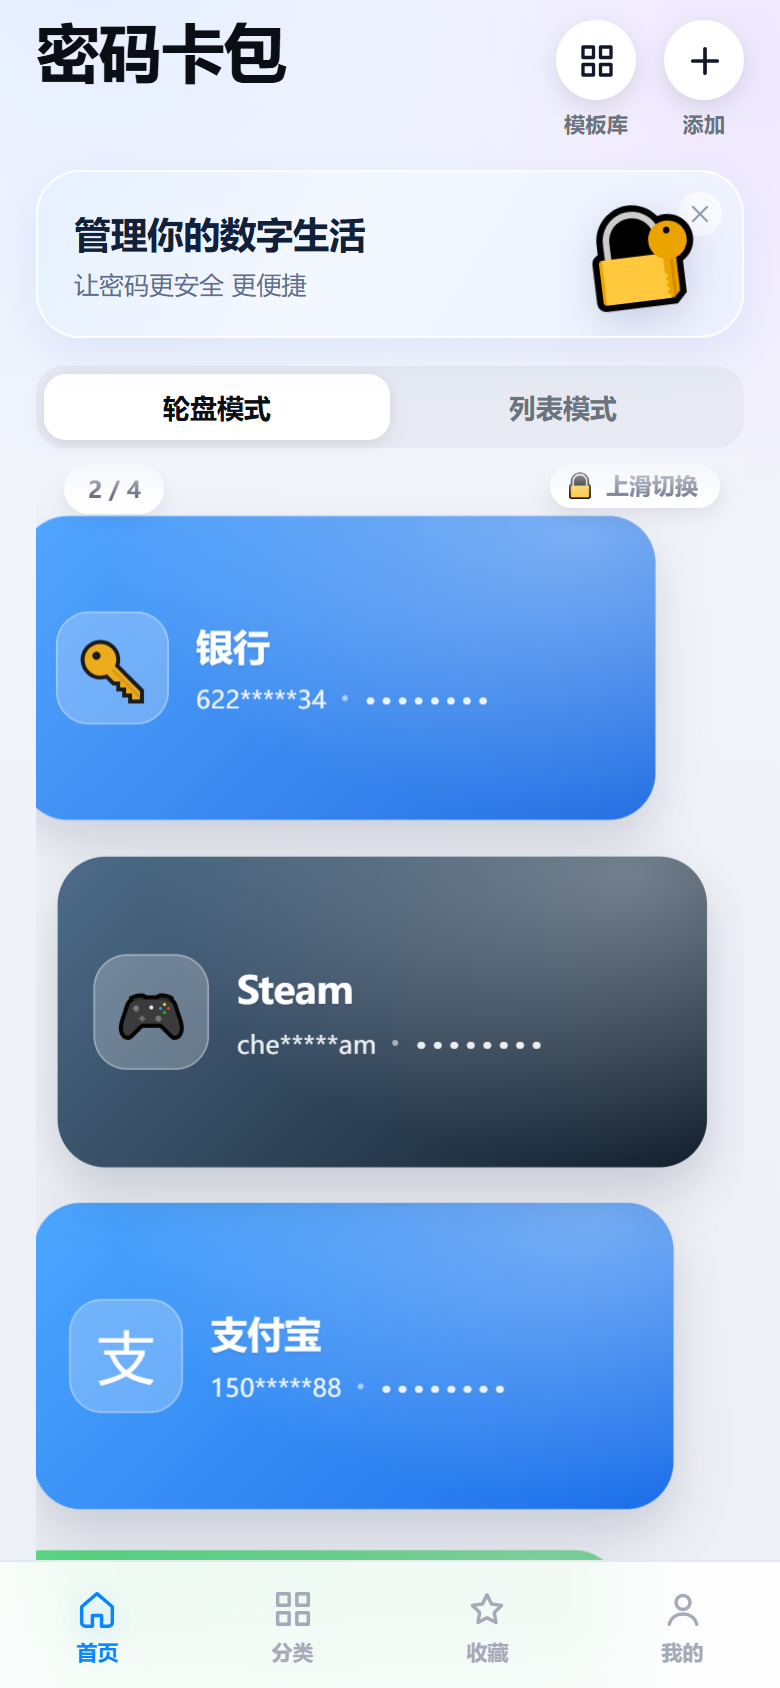 密码卡包
模板库
添加
管理你的数字生活
让密码更安全 更便捷
轮盘模式
列表模式
2 / 4
上滑切换
银行
622*****34 • ••••••••
Steam
che*****am • ••••••••
支
支付宝
150*****88 • ••••••••
首页
分类
收藏
我的